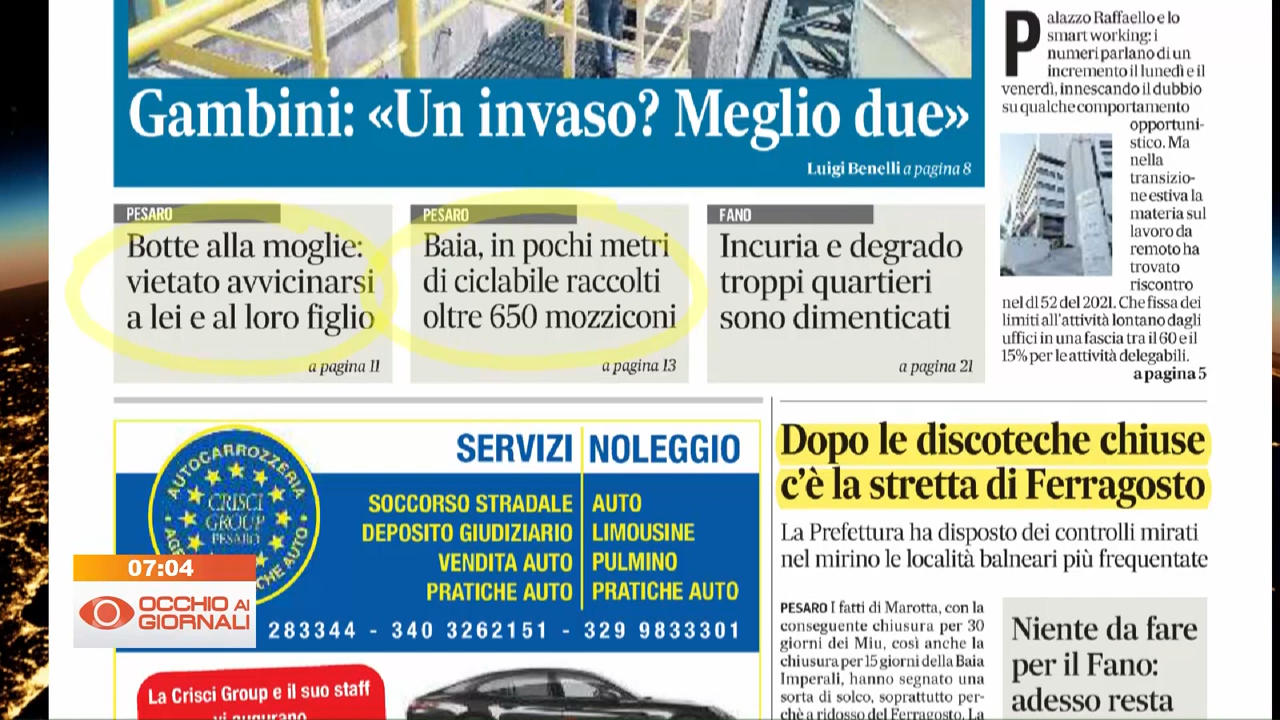 Gambini: «Un invaso? Meglio due»
Luigi Benelli a pagina 8
PESARO
Botte alla moglie:
vietato avvicinarsi
a lei e al loro figlio
a pagina 11
PESARO
Baia, in pochi metri
di ciclabile raccolti
oltre 650 mozziconi
a pagina 13
FANO
Incuria e degrado
troppi quartieri
sono dimenticati
a pagina 21
Palazzo Raffaello e lo
smart working: i
numeri parlano di un
incremento il lunedì e il
venerdì, innescando il dubbio
su qualche comportamento
opportuni-
stico. Ma
nella
transizio-
ne estiva la
materia sul
lavoro da
remoto ha
trovato
riscontro
nel dl 52 del 2021. Che fissa dei
limiti all'attività lontano dagli
uffici in una fascia tra il 60 e il
15% per le attività delegabili.
a pagina 5
AUTOCARROZZERIA
CRISCI
GROUP
PESARO
SERVIZI
SOCCORSO STRADALE
DEPOSITO GIUDIZIARIO
VENDITA AUTO
PRATICHE AUTO
NOLEGGIO
AUTO
LIMOUSINE
PULMINO
PRATICHE AUTO
283344 - 340 3262151 - 329 9833301
La Crisci Group e il suo staff
vi augurano
Dopo le discoteche chiuse
c'è la stretta di Ferragosto
La Prefettura ha disposto dei controlli mirati
nel mirino le località balneari più frequentate
PESARO I fatti di Marotta, con la
conseguente chiusura per 30
giorni dei Miu, così anche la
chiusura per 15 giorni della Baia
Imperali, hanno segnato una
sorta di solco, soprattutto per-
chè a ridosso del Ferragosto. La
Niente da fare
per il Fano:
adesso resta
07:04
OCCHIO AI
GIORNALI